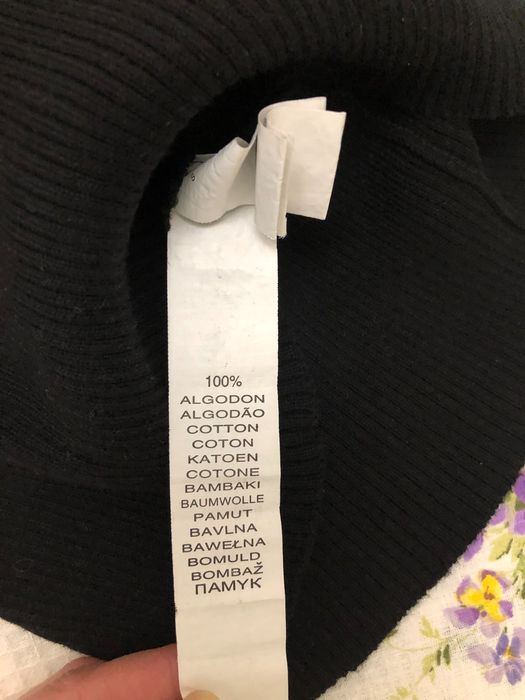 100%
ALGODON
ALGODÃO
COTTON
COTON
KATOEN
COTONE
BAMBAKI
BAUMWOLLE
PAMUT
BAVLNA
BAWEŁNA
BOMULD
BOMBAŽ
ПАМУК